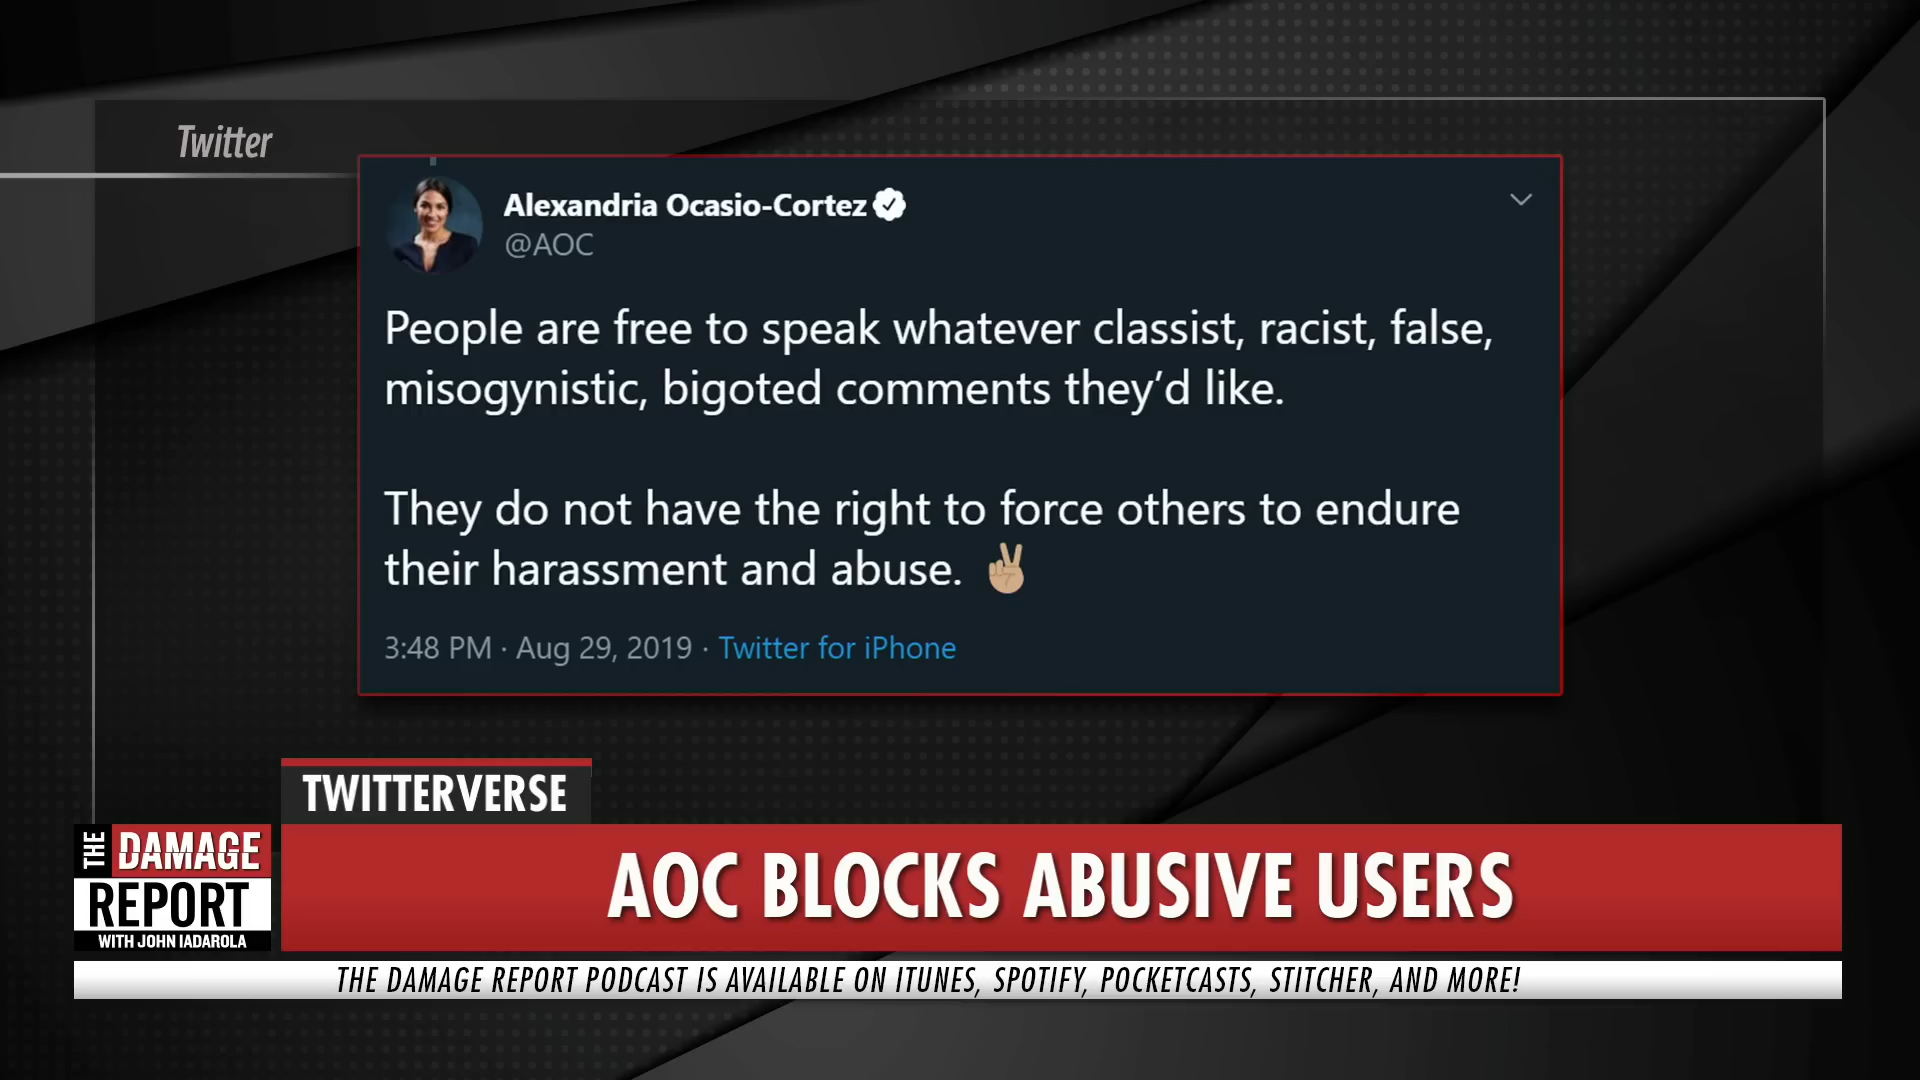 Twitter
Alexandria Ocasio-Cortez
@AOC
People are free to speak whatever classist, racist, false,
misogynistic, bigoted comments they’d like.
They do not have the right to force others to endure
their harassment and abuse. ✌🏽
3:48 PM · Aug 29, 2019 · Twitter for iPhone
TWITTERVERSE
THE DAMAGE
REPORT
WITH JOHN IADAROLA
AOC BLOCKS ABUSIVE USERS
THE DAMAGE REPORT PODCAST IS AVAILABLE ON ITUNES, SPOTIFY, POCKETCASTS, STITCHER, AND MORE!